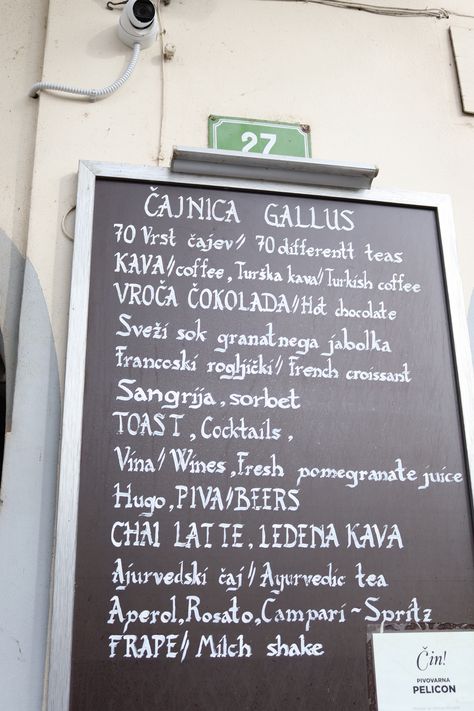 27
ČAJNICA GALLUS
70 Vrst čajev // 70 differentt teas
KAVA//coffee, Turška kava//Turkish coffee
VROČA ČOKOLADA//Hot chocolate
Sveži sok granatnega jabolka
Francoski rogljički// French croissant
Sangrija, sorbet
TOAST, Cocktails,
Vina// Wines, Fresh pomegranate juice
Hugo, PIVA//BEERS
CHAI LATTE, LEDENA KAVA
Ajurvedski čaj // Ayurvedic tea
Aperol, Rosato, Campari ~ Spritz
FRAPE// Milch shake
Čin!
PIVOVARNA
PELICON